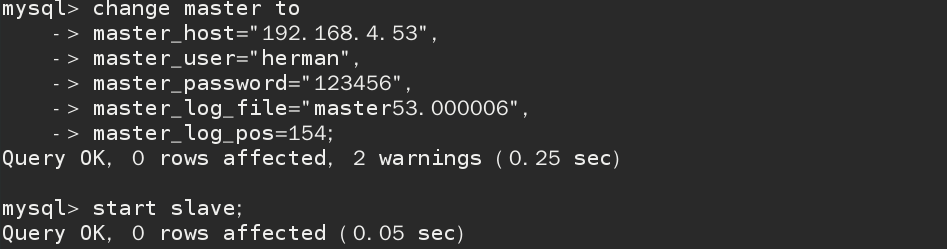 mysql> change master to
    -> master_host="192.168.4.53",
    -> master_user="herman",
    -> master_password="123456",
    -> master_log_file="master53.000006",
    -> master_log_pos=154;
Query OK, 0 rows affected, 2 warnings (0.25 sec)

mysql> start slave;
Query OK, 0 rows affected (0.05 sec)